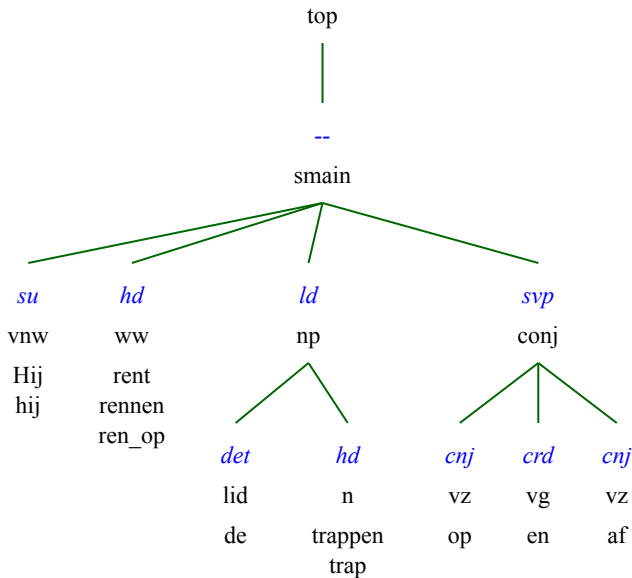 top
--
smain
su hd ld svp
vnw ww np conj
Hij rent
hij rennen
ren_op
det hd cnj crd cnj
lid n vz vg vz
de trappen op en af
trap